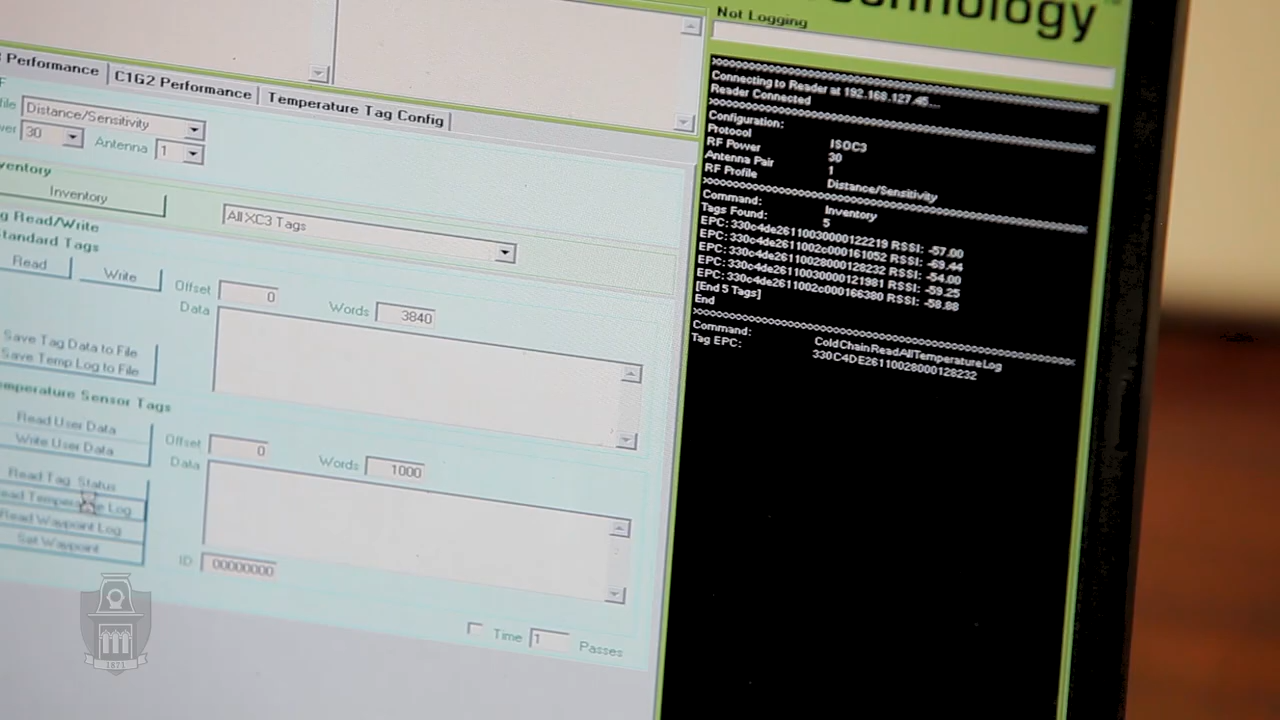 Technology
Not Logging
Performance
C1G2 Performance
Temperature Tag Config
Distance/Sensitivity
30
Antenna
1
Inventory
All XC3 Tags
Read/Write
Standard Tags
Read
Write
Offset
0
Words
3840
Data
Save Tag Data to File
Save Temp Log to File
Temperature Sensor Tags
Read User Data
Write User Data
Offset
0
Words
1000
Data
Read Tag Status
Read Temperature Log
Read Waypoint Log
Set Waypoint
ID
00000000
Time
1
Passes
Connecting to Reader at 192.168.127.45...
Reader Connected
Configuration:
Protocol ISOC3
RF Power 30
Antenna Pair 1
RF Profile Distance/Sensitivity
Command: Inventory
Tags Found: 5
EPC: 330c4de26110030000122219 RSSI: -57.00
EPC: 330c4de2611002c000161052 RSSI: -69.44
EPC: 330c4de26110028000128232 RSSI: -54.00
EPC: 330c4de26110030000121981 RSSI: -59.25
EPC: 330c4de2611002c000166380 RSSI: -58.88
[End 5 Tags]
End
Command: ColdChainReadAllTemperatureLog
Tag EPC: 330C4DE26110028000128232
1871